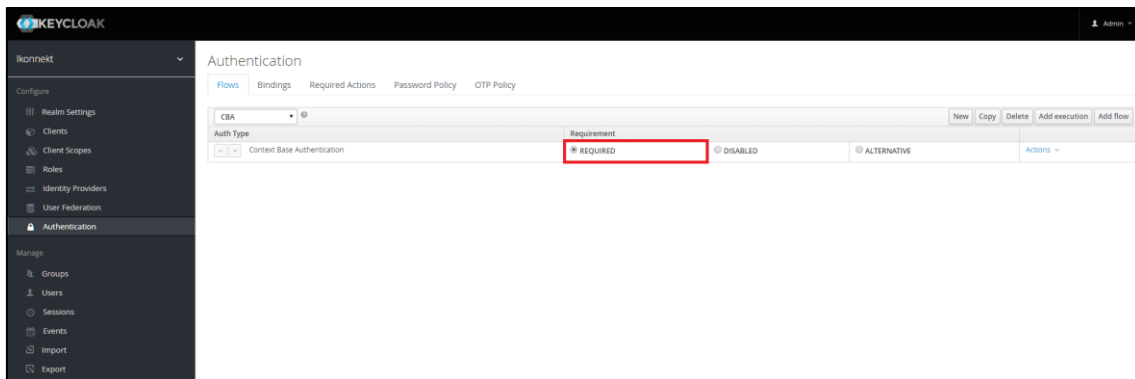 KEYCLOAK
Admin
Ikonnekt
Configure
Realm Settings
Clients
Client Scopes
Roles
Identity Providers
User Federation
Authentication
Manage
Groups
Users
Sessions
Events
Import
Export
Authentication
Flows Bindings Required Actions Password Policy OTP Policy
CBA New Copy Delete Add execution Add flow
Auth Type Requirement
Context Base Authentication REQUIRED DISABLED ALTERNATIVE Actions